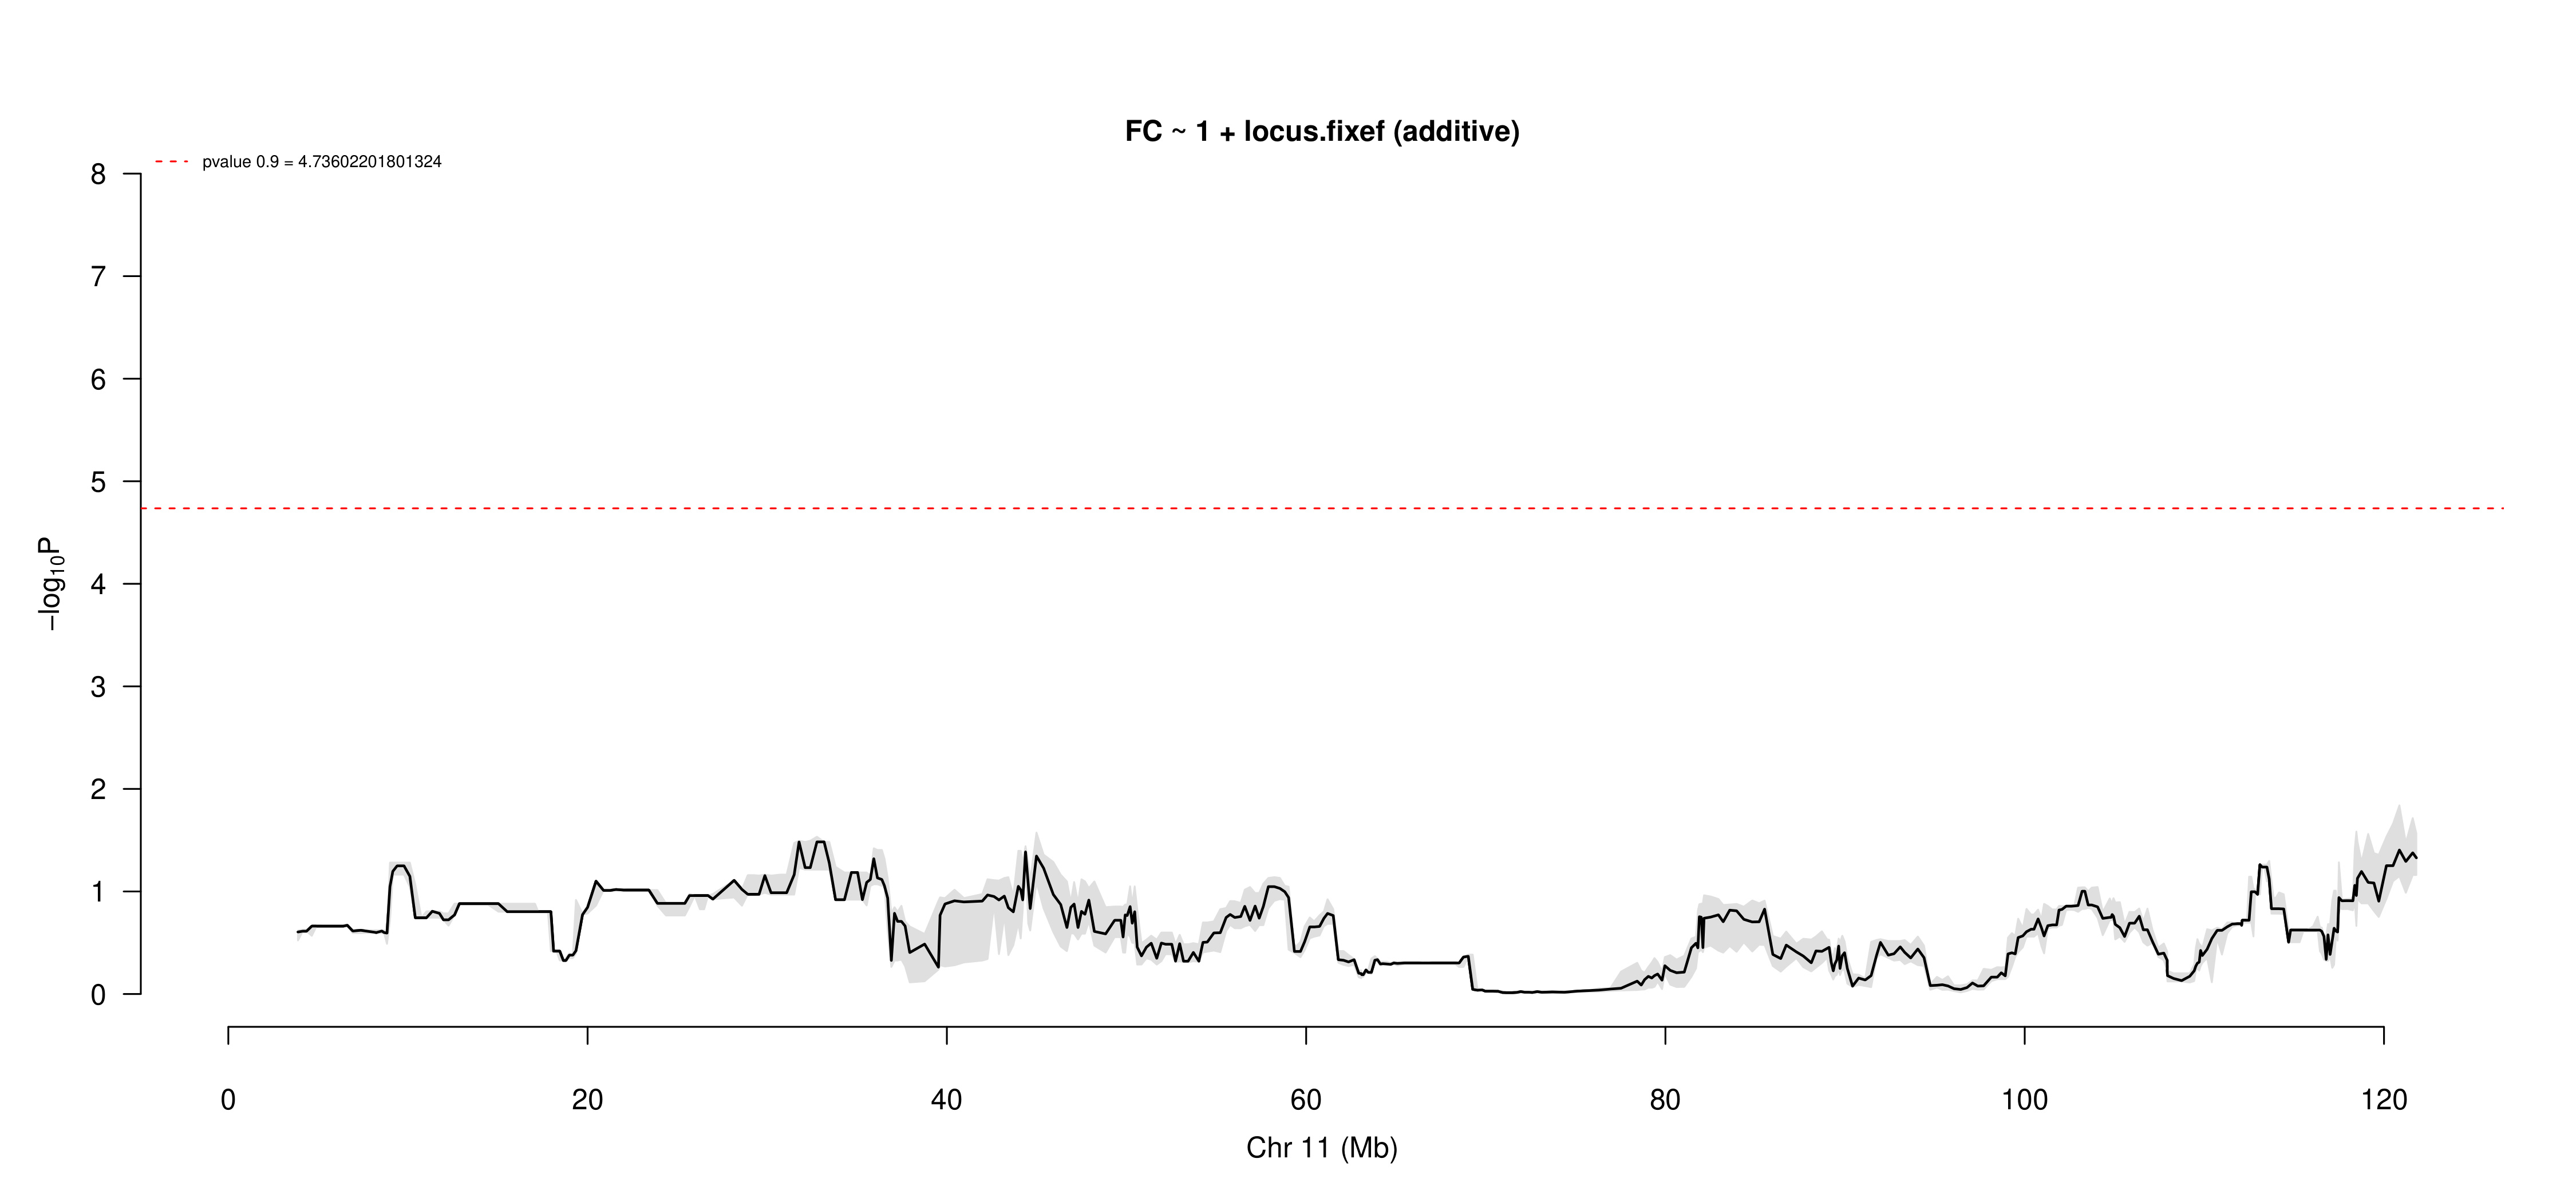 FC ~ 1 + locus.fixef (additive)
pvalue 0.9 = 4.73602201801324
8
7
6
5
4
3
2
1
0
−log10P
0 20 40 60 80 100 120
Chr 11 (Mb)